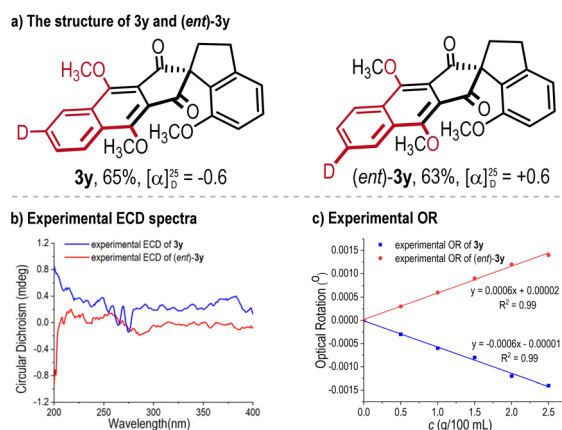 a) The structure of 3y and (ent)-3y
O
H₃CO
O
D
H₃CO
H₃CO
3y, 65%, [α]²⁵D = -0.6
O
H₃CO
O
H₃CO
H₃CO
D
(ent)-3y, 63%, [α]²⁵D = +0.6
b) Experimental ECD spectra
experimental ECD of 3y
experimental ECD of (ent)-3y
Circular Dichroism (mdeg)
1.2
0.8
0.4
0.0
-0.4
-0.8
-1.2
200 250 300 350 400
Wavelength(nm)
c) Experimental OR
experimental OR of 3y
experimental OR of (ent)-3y
Optical Rotation (°)
0.0015
0.0010
0.0005
0.0000
-0.0005
-0.0010
-0.0015
y = 0.0006x + 0.00002
R² = 0.99
y = -0.0006x - 0.00001
R² = 0.99
0.0 0.5 1.0 1.5 2.0 2.5
c (g/100 mL)